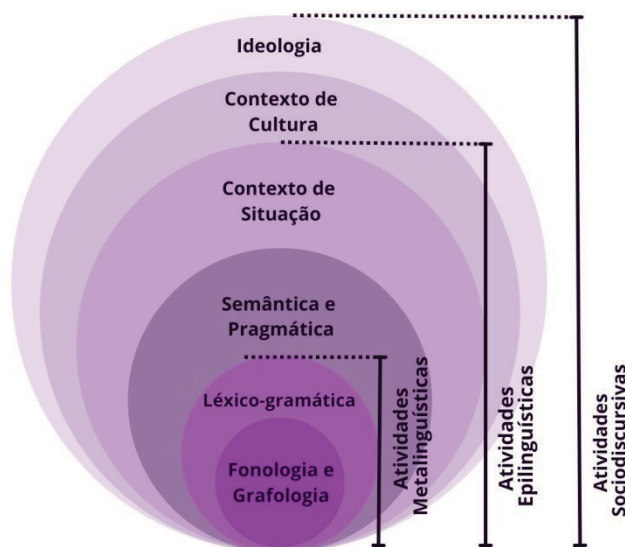 Ideologia
Contexto de
Cultura
Contexto de
Situação
Semântica e
Pragmática
Léxico-gramática
Fonologia e
Grafologia
Atividades
Metalinguísticas
Atividades
Epilinguísticas
Atividades
Sociodiscursivas